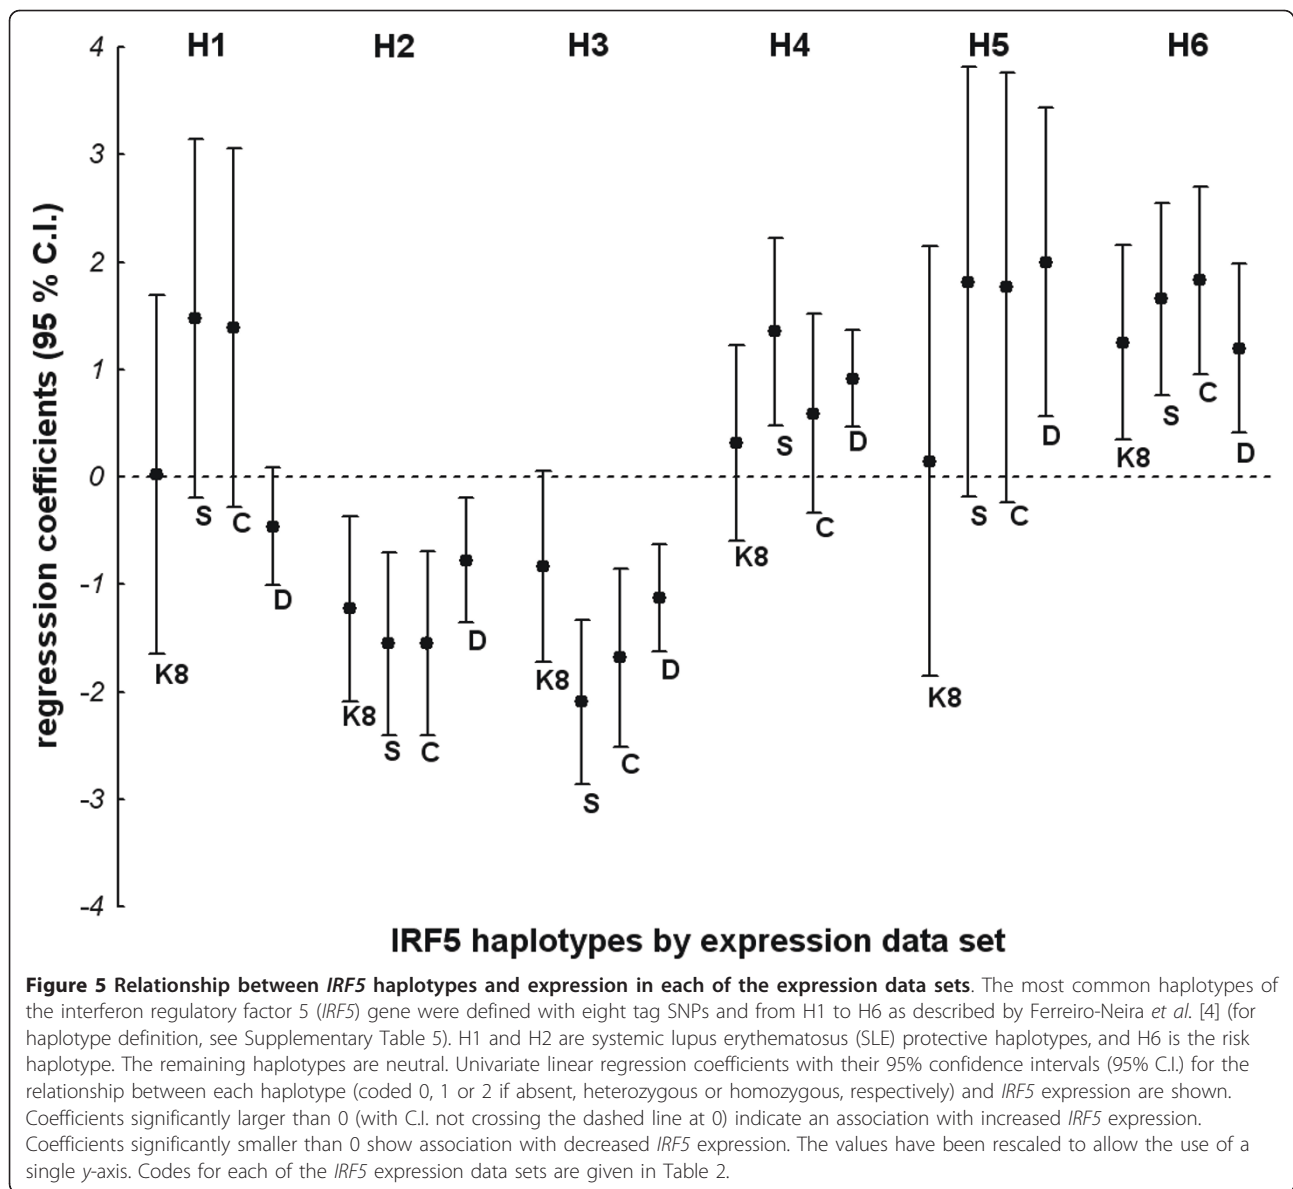 H1 H2 H3 H4 H5 H6
4
3
2
1
0
-1
-2
-3
-4
regresssion coefficients (95 % C.I.)
K8 S C D
K8 S C D
K8 S C D
K8 S C D
K8 S C D
K8 S C D
IRF5 haplotypes by expression data set
Figure 5 Relationship between IRF5 haplotypes and expression in each of the expression data sets. The most common haplotypes of
the interferon regulatory factor 5 (IRF5) gene were defined with eight tag SNPs and from H1 to H6 as described by Ferreiro-Neira et al. [4] (for
haplotype definition, see Supplementary Table 5). H1 and H2 are systemic lupus erythematosus (SLE) protective haplotypes, and H6 is the risk
haplotype. The remaining haplotypes are neutral. Univariate linear regression coefficients with their 95% confidence intervals (95% C.I.) for the
relationship between each haplotype (coded 0, 1 or 2 if absent, heterozygous or homozygous, respectively) and IRF5 expression are shown.
Coefficients significantly larger than 0 (with C.I. not crossing the dashed line at 0) indicate an association with increased IRF5 expression.
Coefficients significantly smaller than 0 show association with decreased IRF5 expression. The values have been rescaled to allow the use of a
single y-axis. Codes for each of the IRF5 expression data sets are given in Table 2.